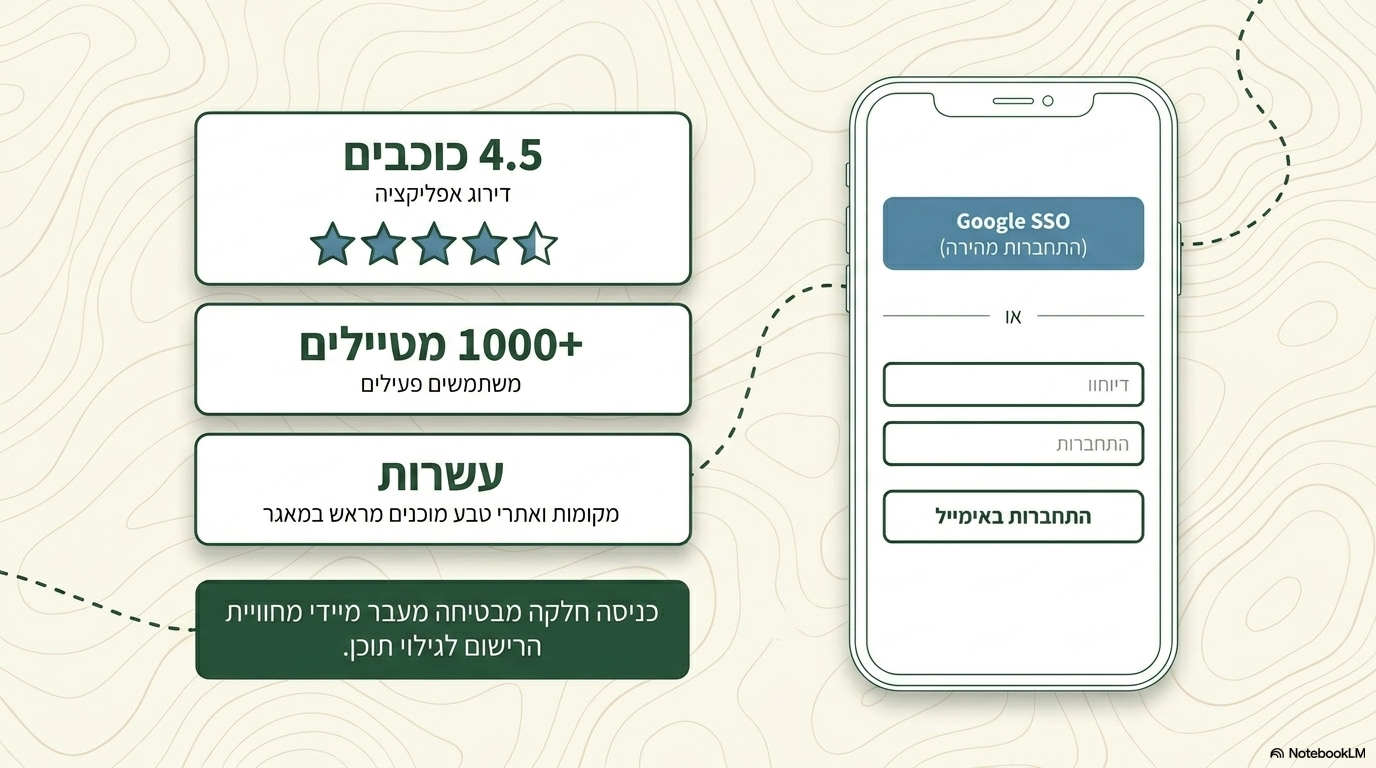 4.5 כוכבים
דירוג אפליקציה
1000+ מטיילים
משתמשים פעילים
עשרות
מקומות ואתרי טבע מוכנים מראש במאגר
כניסה חלקה מבטיחה מעבר מיידי מחוויית
הרישום לגילוי תוכן.
Google SSO
(התחברות מהירה)
או
דיוחוו
התחברות
התחברות באימייל
NotebookLM